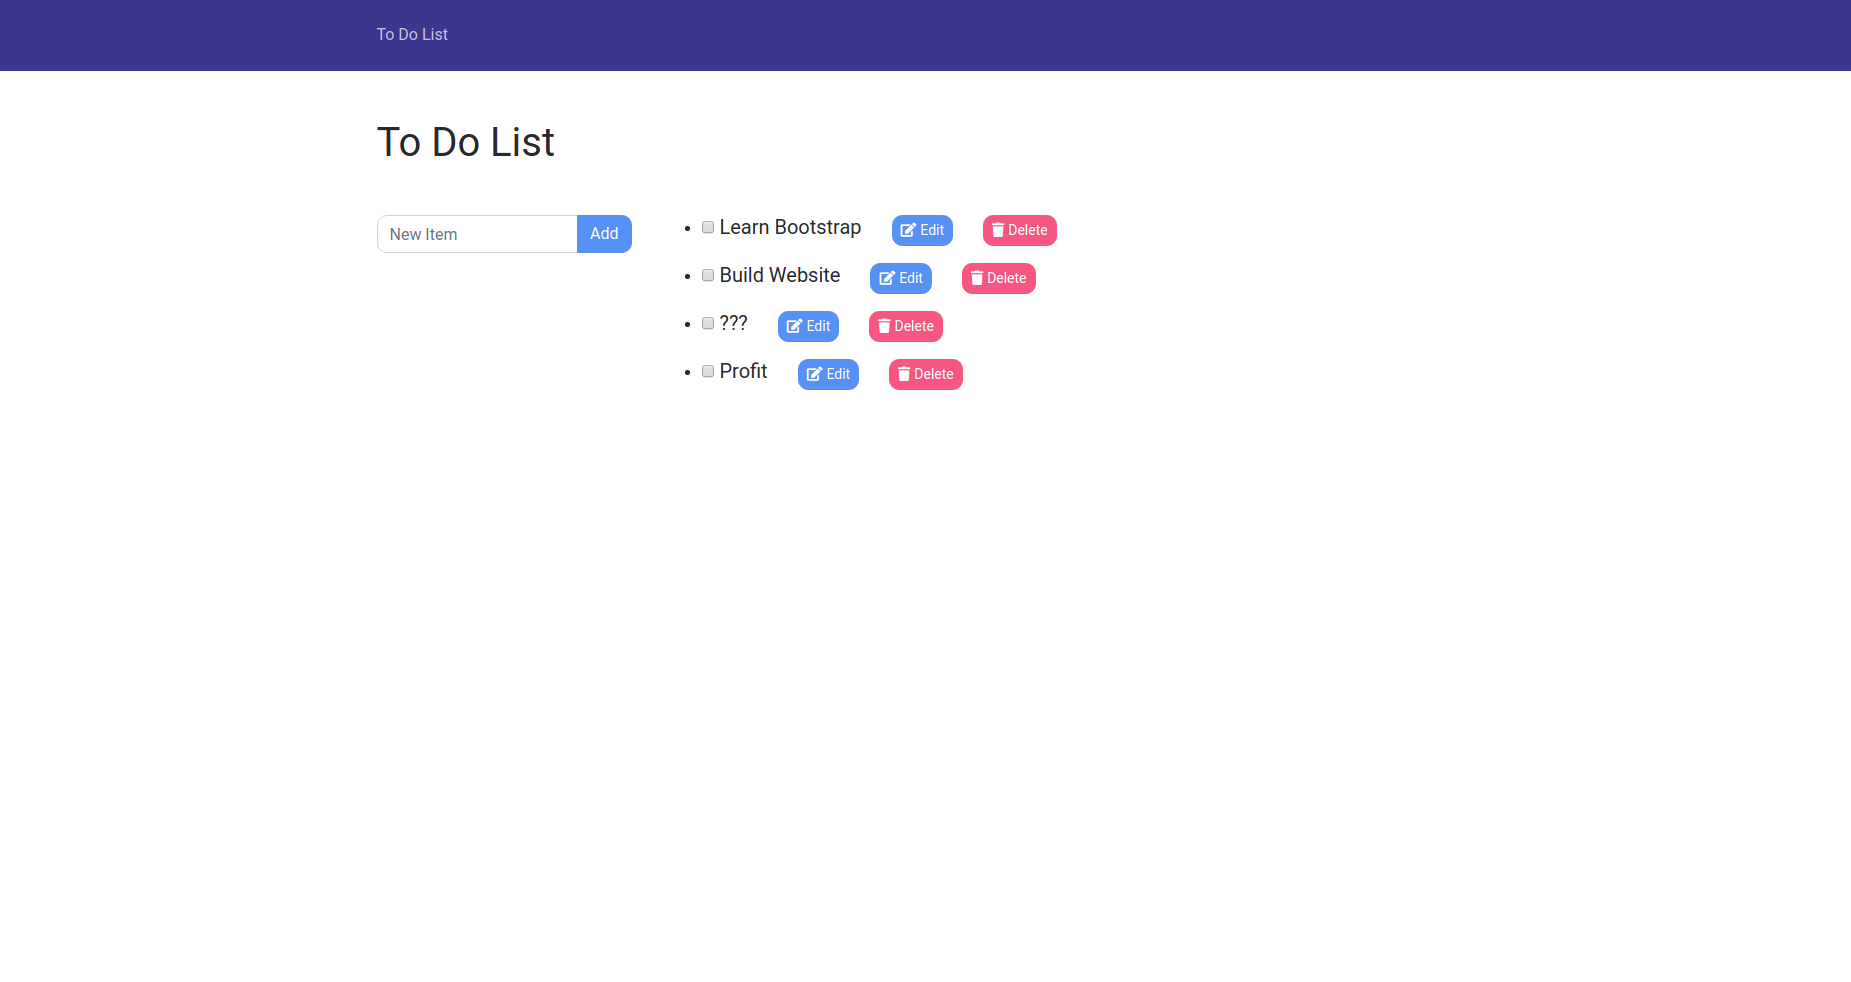 To Do List
To Do List
New Item Add
Learn Bootstrap Edit Delete
Build Website Edit Delete
??? Edit Delete
Profit Edit Delete